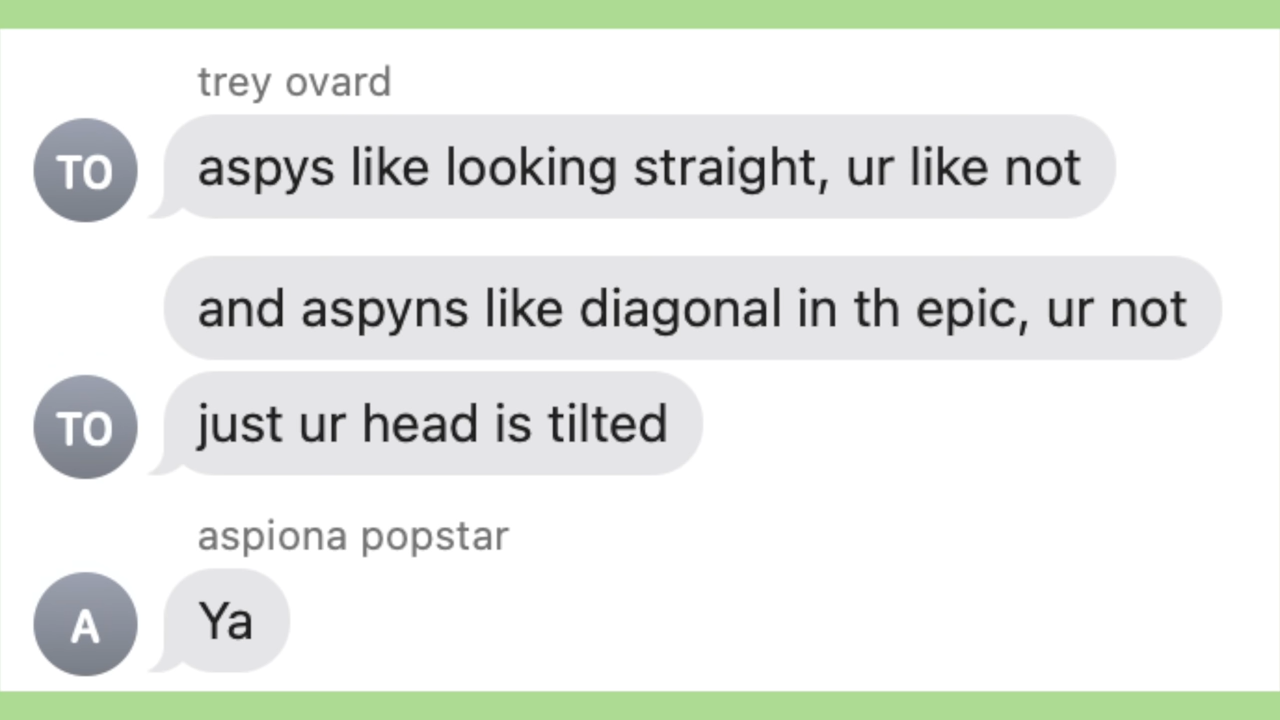 trey ovard
TO
aspys like looking straight, ur like not
and aspyns like diagonal in th epic, ur not
TO
just ur head is tilted
aspiona popstar
A
Ya